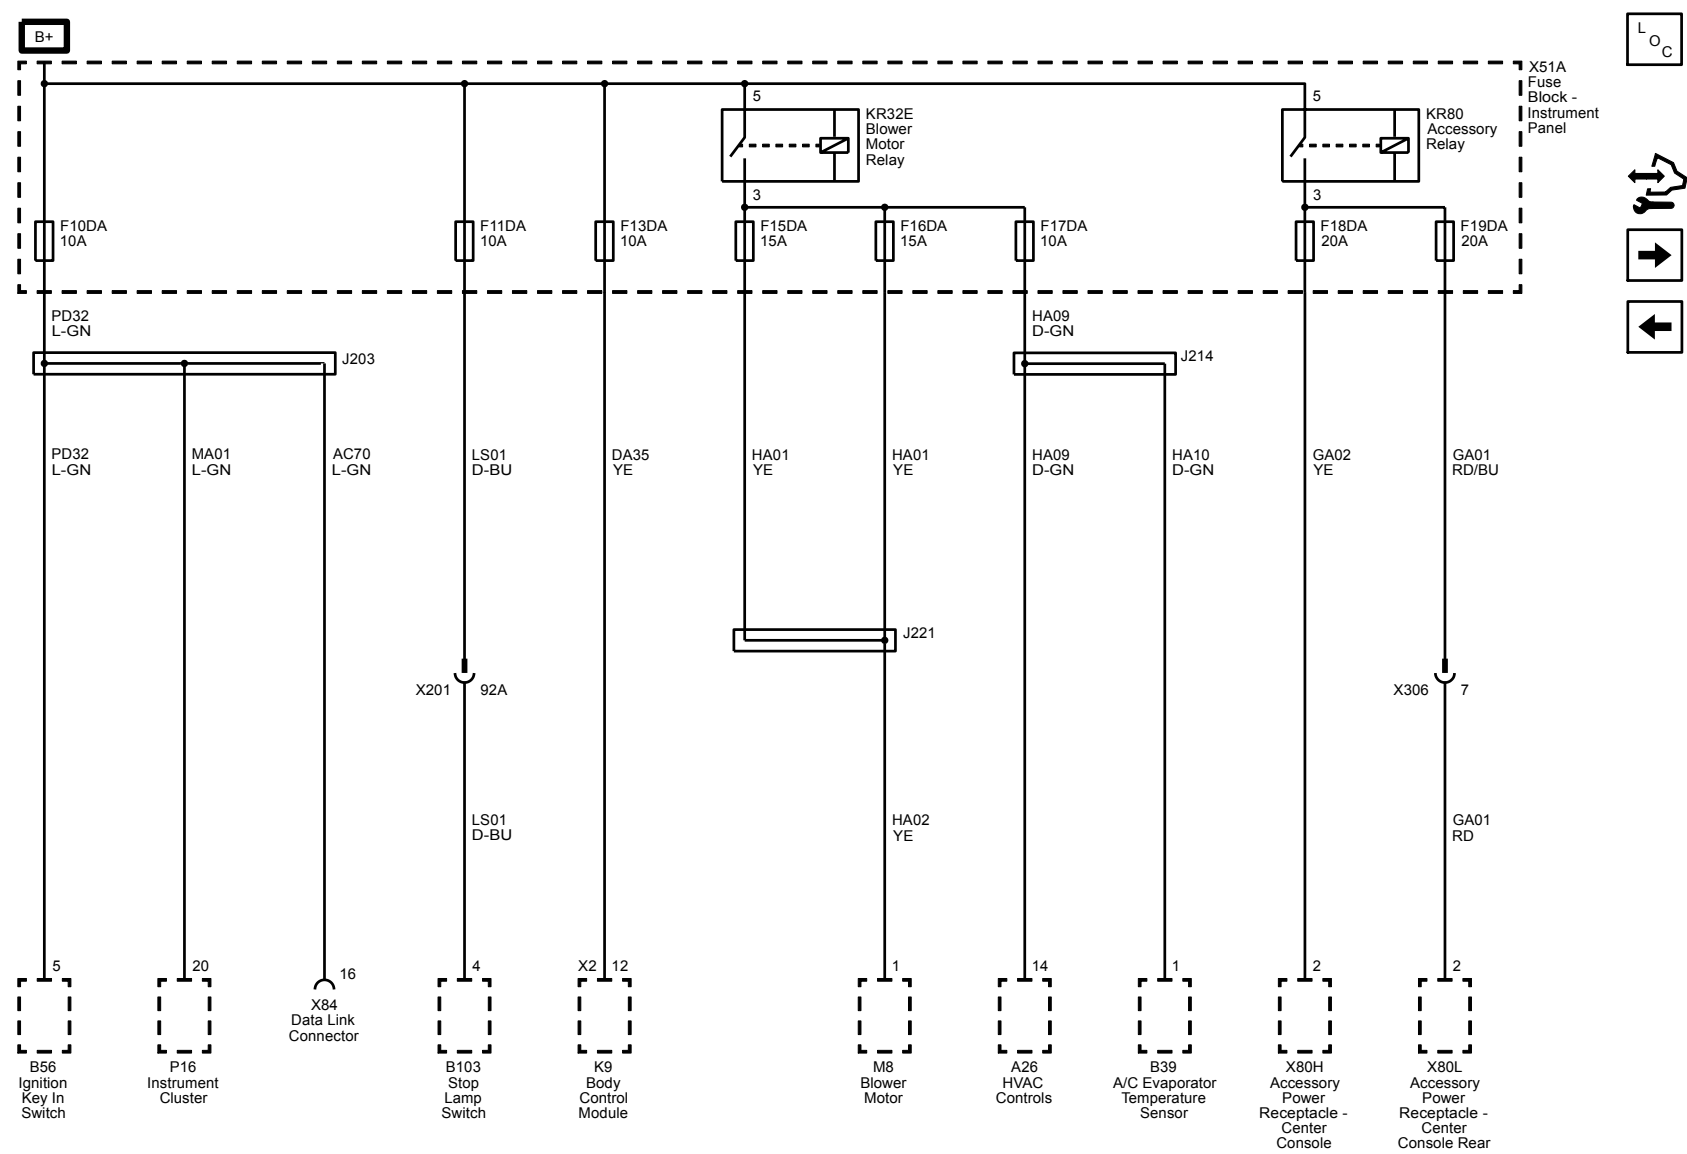 B+
L
O
C
X51A
Fuse
Block -
Instrument
Panel
5
KR32E
Blower
Motor
Relay
3
5
KR80
Accessory
Relay
3
F10DA
10A
F11DA
10A
F13DA
10A
F15DA
15A
F16DA
15A
F17DA
10A
F18DA
20A
F19DA
20A
PD32
L-GN
HA09
D-GN
J203
J214
PD32
L-GN
MA01
L-GN
AC70
L-GN
LS01
D-BU
DA35
YE
HA01
YE
HA01
YE
HA09
D-GN
HA10
D-GN
GA02
YE
GA01
RD/BU
J221
X201
92A
X306
7
LS01
D-BU
HA02
YE
GA01
RD
5
20
16
4
X2
12
1
14
1
2
2
B56
Ignition
Key In
Switch
P16
Instrument
Cluster
X84
Data Link
Connector
B103
Stop
Lamp
Switch
K9
Body
Control
Module
M8
Blower
Motor
A26
HVAC
Controls
B39
A/C Evaporator
Temperature
Sensor
X80H
Accessory
Power
Receptacle -
Center
Console
X80L
Accessory
Power
Receptacle -
Center
Console Rear